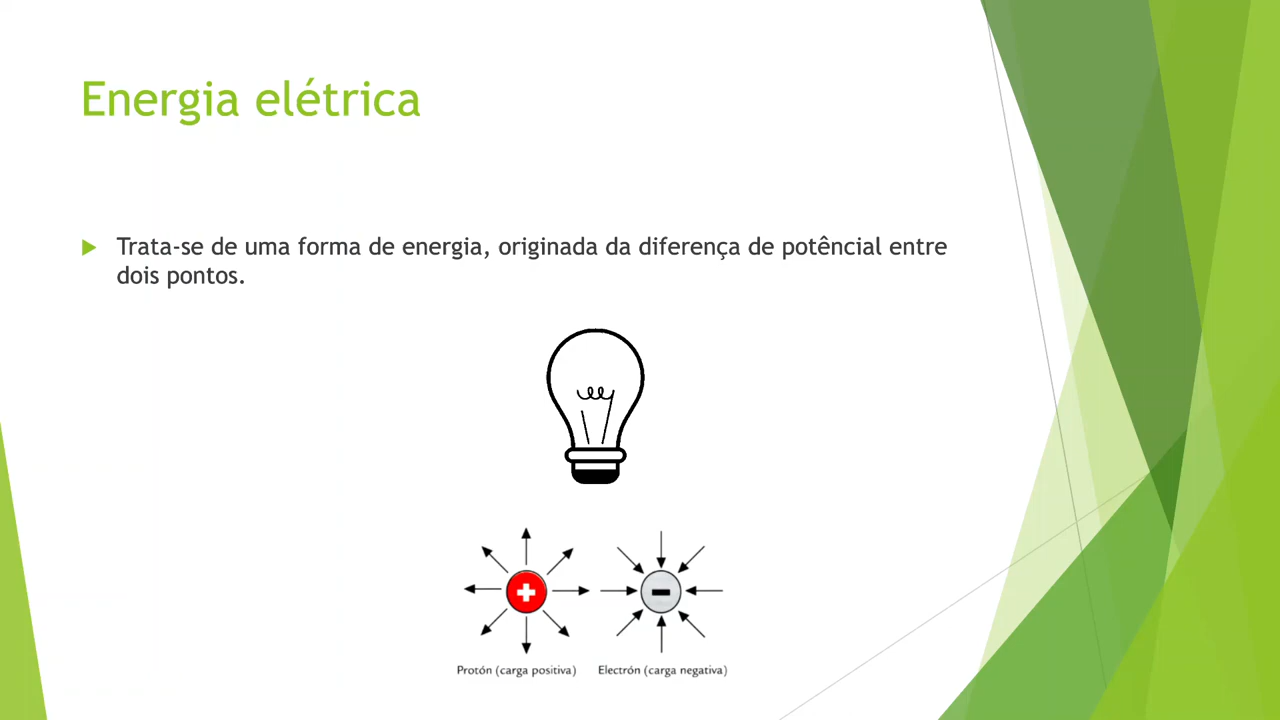 Energia elétrica
Trata-se de uma forma de energia, originada da diferença de potêncial entre
dois pontos.
Protón (carga positiva)
Electrón (carga negativa)